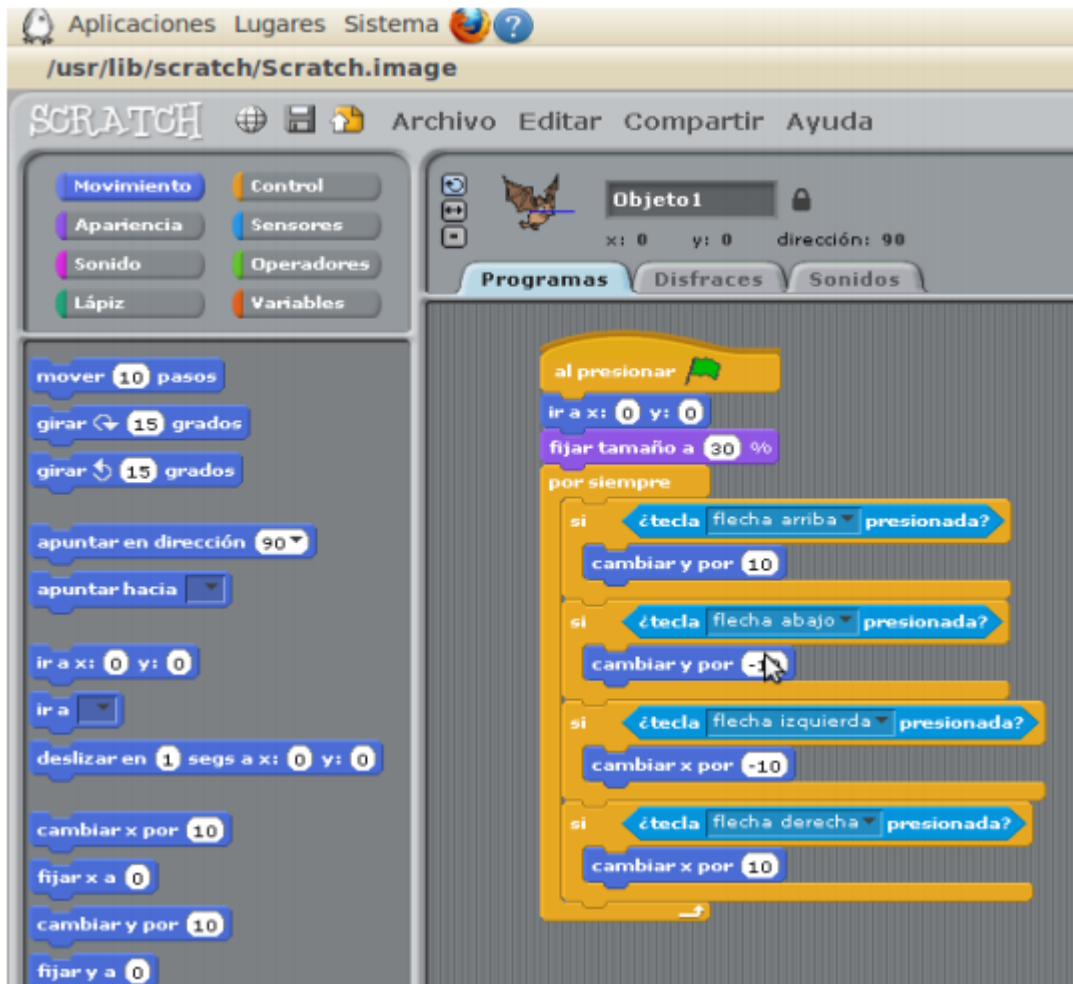 Aplicaciones Lugares Sistema ?
/usr/lib/scratch/Scratch.image
SCRATCH Archivo Editar Compartir Ayuda
Movimiento Control
Apariencia Sensores
Sonido Operadores
Lápiz Variables
Objeto1
x: 0 y: 0 dirección: 90
Programas Disfraces Sonidos
mover 10 pasos
girar 15 grados
girar 15 grados
apuntar en dirección 90
apuntar hacia
ir a x: 0 y: 0
ir a
deslizar en 1 segs a x: 0 y: 0
cambiar x por 10
fijar x a 0
cambiar y por 10
fijar y a 0
al presionar
ir a x: 0 y: 0
fijar tamaño a 30 %
por siempre
si ¿tecla flecha arriba presionada?
cambiar y por 10
si ¿tecla flecha abajo presionada?
cambiar y por
si ¿tecla flecha izquierda presionada?
cambiar x por -10
si ¿tecla flecha derecha presionada?
cambiar x por 10